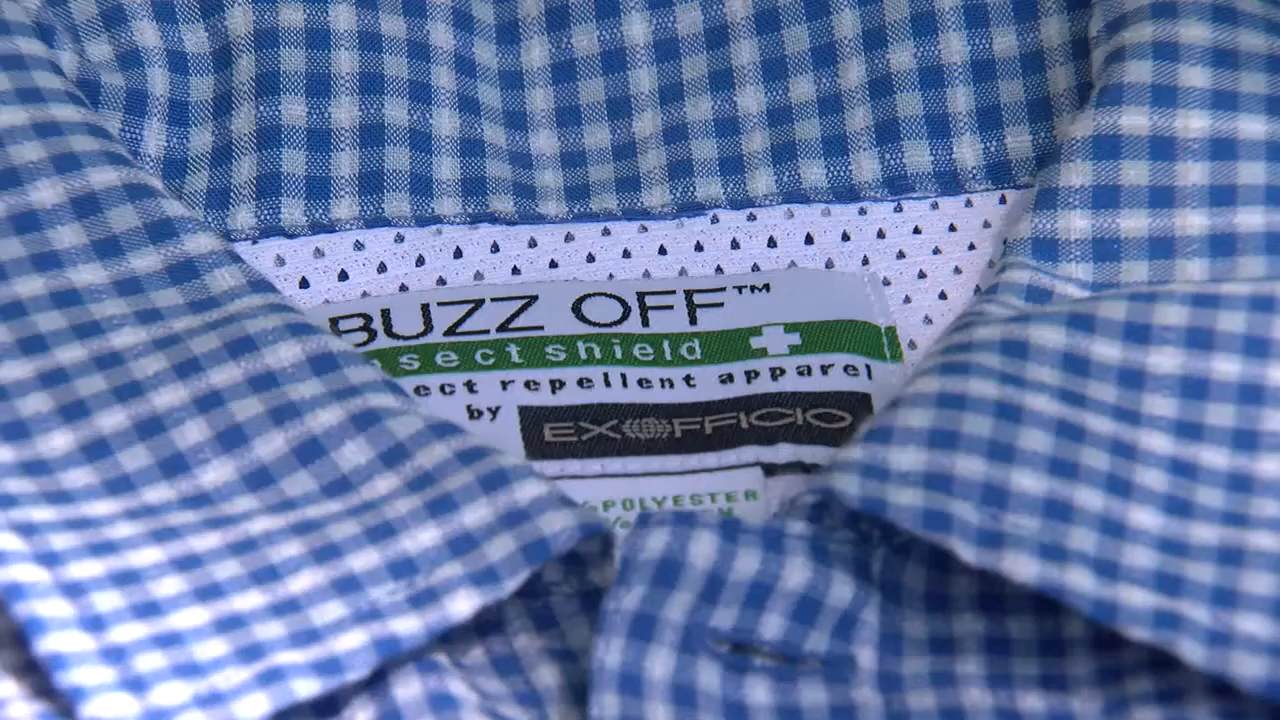 BUZZ OFF™
sect shield
ect repellent apparel
by EXOFFICIO
% POLYESTER